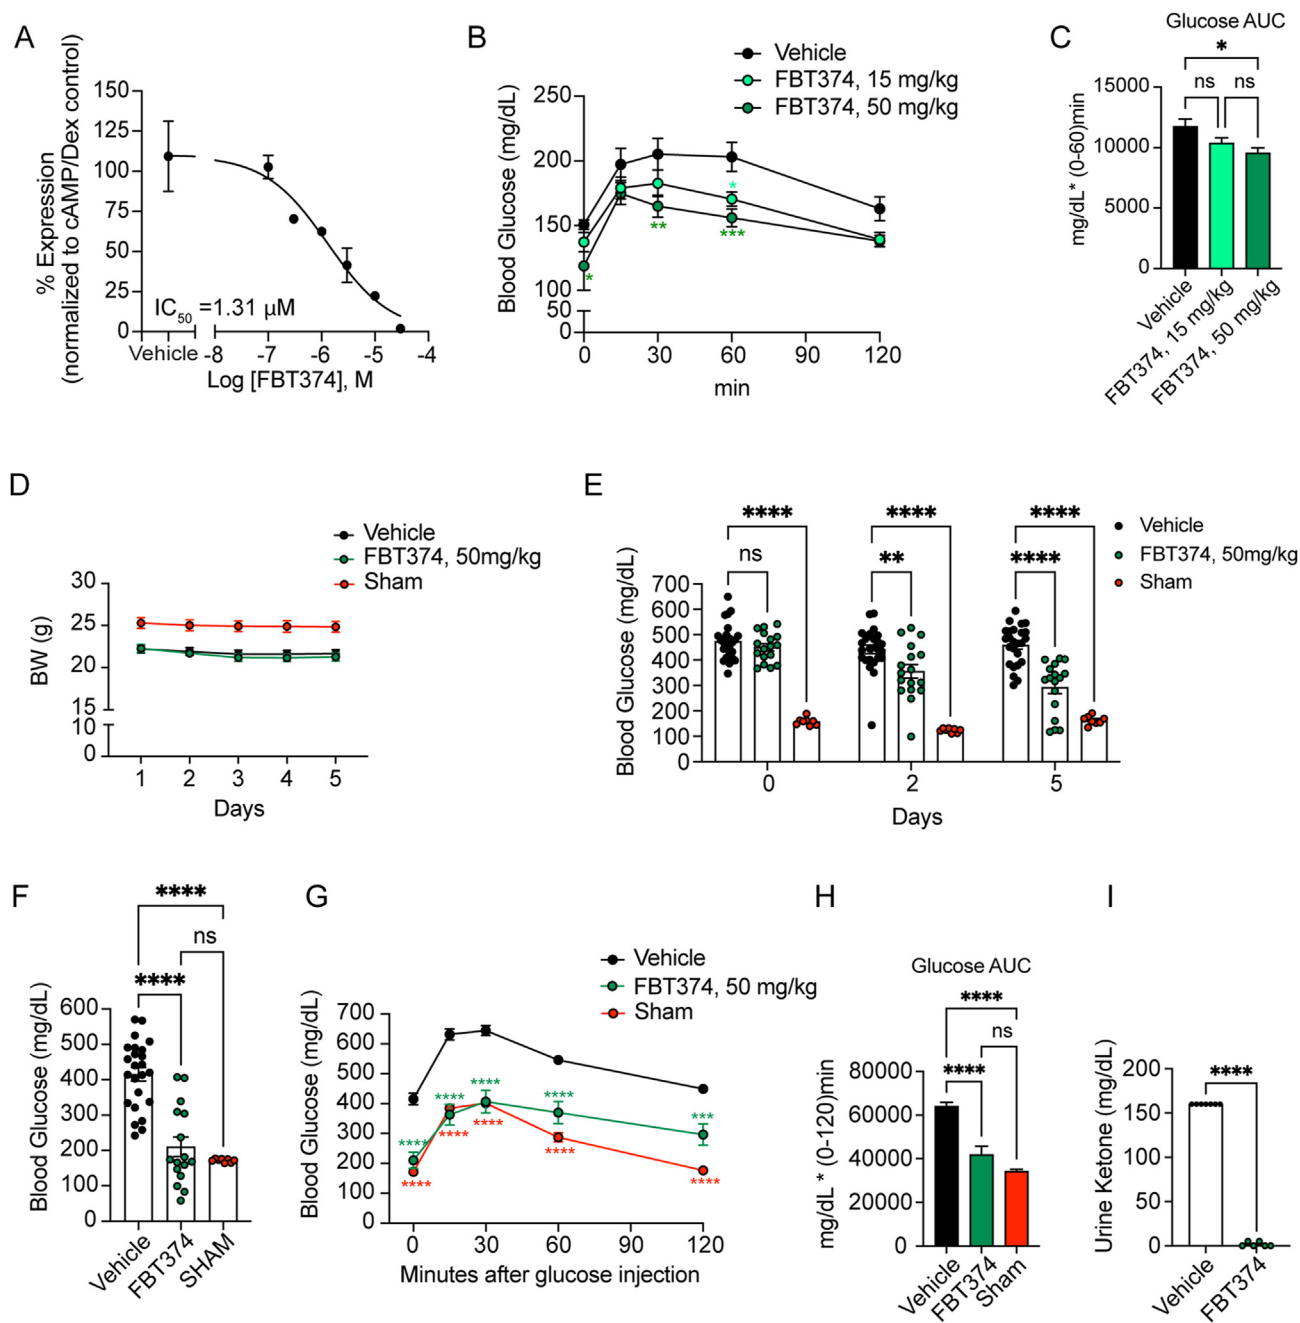 A
% Expression
(normalized to cAMP/Dex control)
150
125
100
75
50
25
0
IC50 =1.31 µM
Vehicle -8 -7 -6 -5 -4
Log [FBT374], M
B
Vehicle
FBT374, 15 mg/kg
FBT374, 50 mg/kg
Blood Glucose (mg/dL)
250
200
150
100
50
0
*
**
*
***
0 30 60 90 120
min
C
Glucose AUC
*
ns ns
mg/dL* (0-60)min
15000
10000
5000
0
Vehicle
FBT374, 15 mg/kg
FBT374, 50 mg/kg
D
Vehicle
FBT374, 50mg/kg
Sham
BW (g)
30
25
20
15
10
0
1 2 3 4 5
Days
E
Vehicle
FBT374, 50mg/kg
Sham
**** **** ****
ns ** ****
Blood Glucose (mg/dL)
700
600
500
400
300
200
100
0
0 2 5
Days
F
****
ns
****
Blood Glucose (mg/dL)
600
500
400
300
200
100
0
Vehicle
FBT374
SHAM
G
Vehicle
FBT374, 50 mg/kg
Sham
Blood Glucose (mg/dL)
700
600
500
400
300
200
100
0
**** **** **** **** ***
**** **** **** **** ****
0 30 60 90 120
Minutes after glucose injection
H
Glucose AUC
****
ns
****
mg/dL * (0-120)min
80000
60000
40000
20000
0
Vehicle
FBT374
Sham
I
****
Urine Ketone (mg/dL)
200
150
100
50
0
Vehicle
FBT374